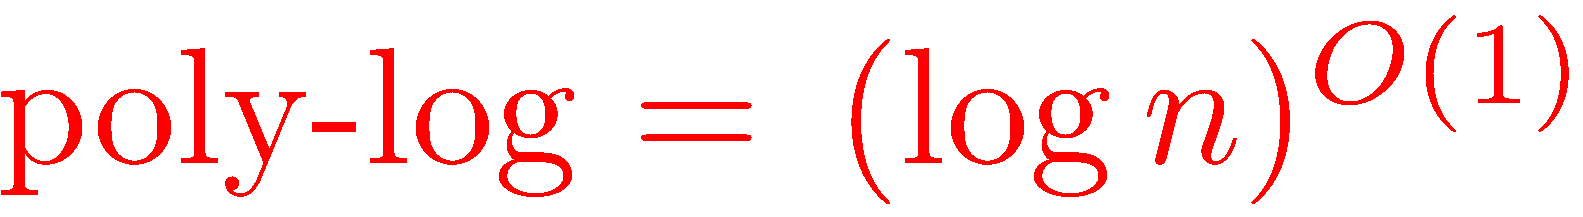 poly-log = (log n)^{O(1)}